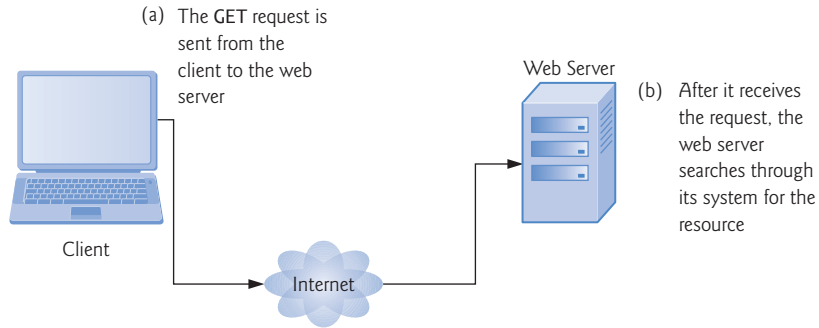 (a) The GET request is
sent from the
client to the web
server
Web Server
(b) After it receives
the request, the
web server
searches through
its system for the
resource
Client
Internet